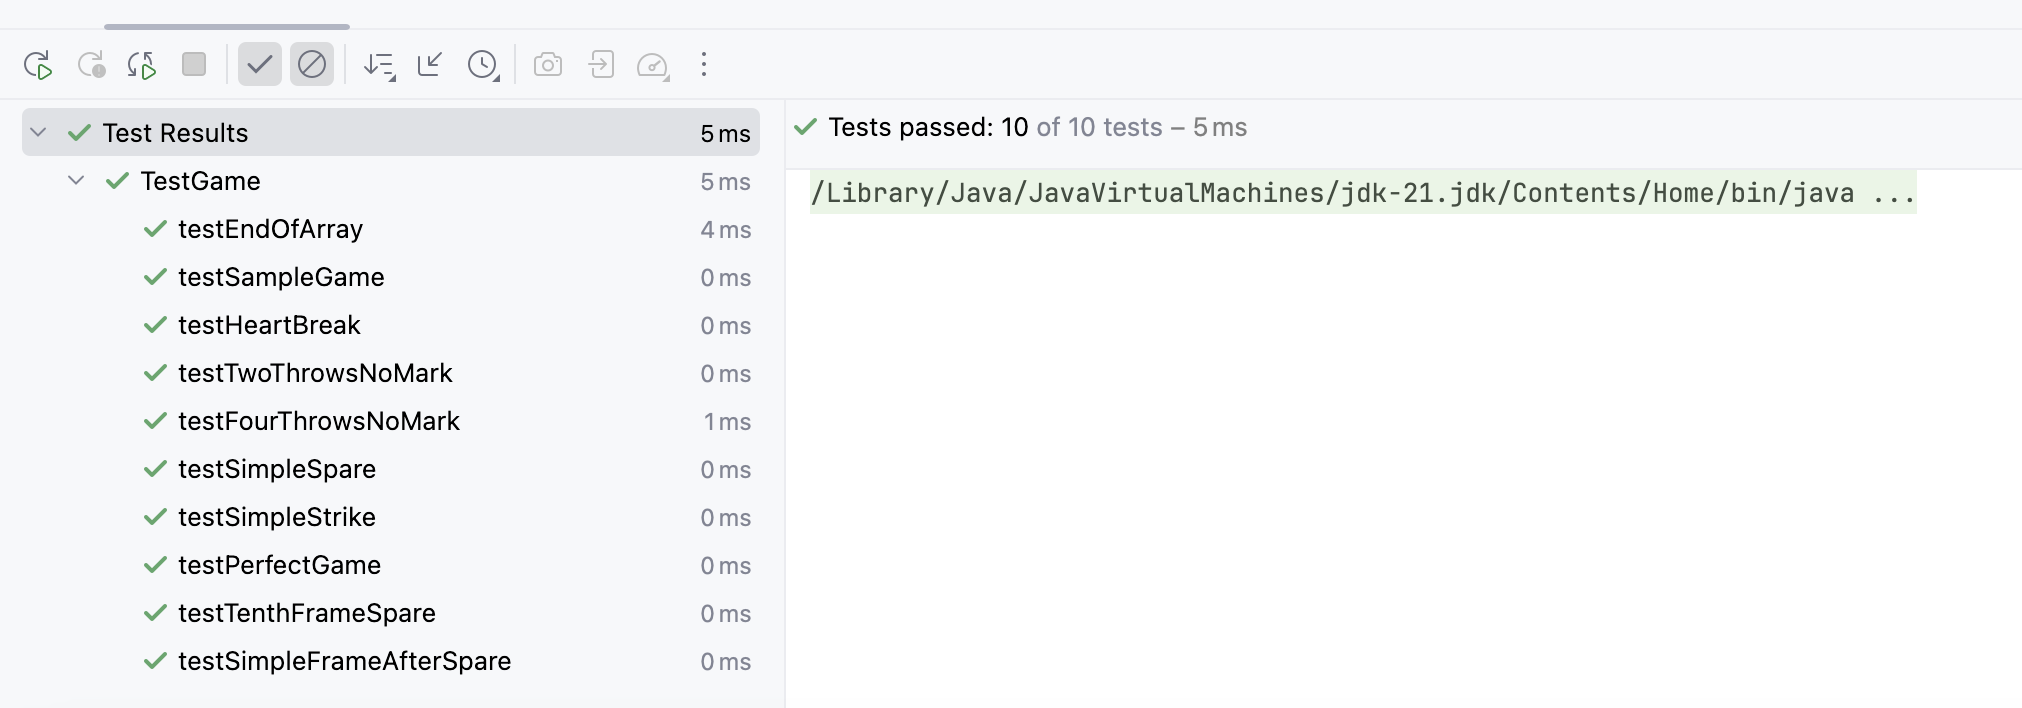 Test Results 5 ms
TestGame 5 ms
testEndOfArray 4 ms
testSampleGame 0 ms
testHeartBreak 0 ms
testTwoThrowsNoMark 0 ms
testFourThrowsNoMark 1 ms
testSimpleSpare 0 ms
testSimpleStrike 0 ms
testPerfectGame 0 ms
testTenthFrameSpare 0 ms
testSimpleFrameAfterSpare 0 ms
Tests passed: 10 of 10 tests – 5 ms
/Library/Java/JavaVirtualMachines/jdk-21.jdk/Contents/Home/bin/java ...